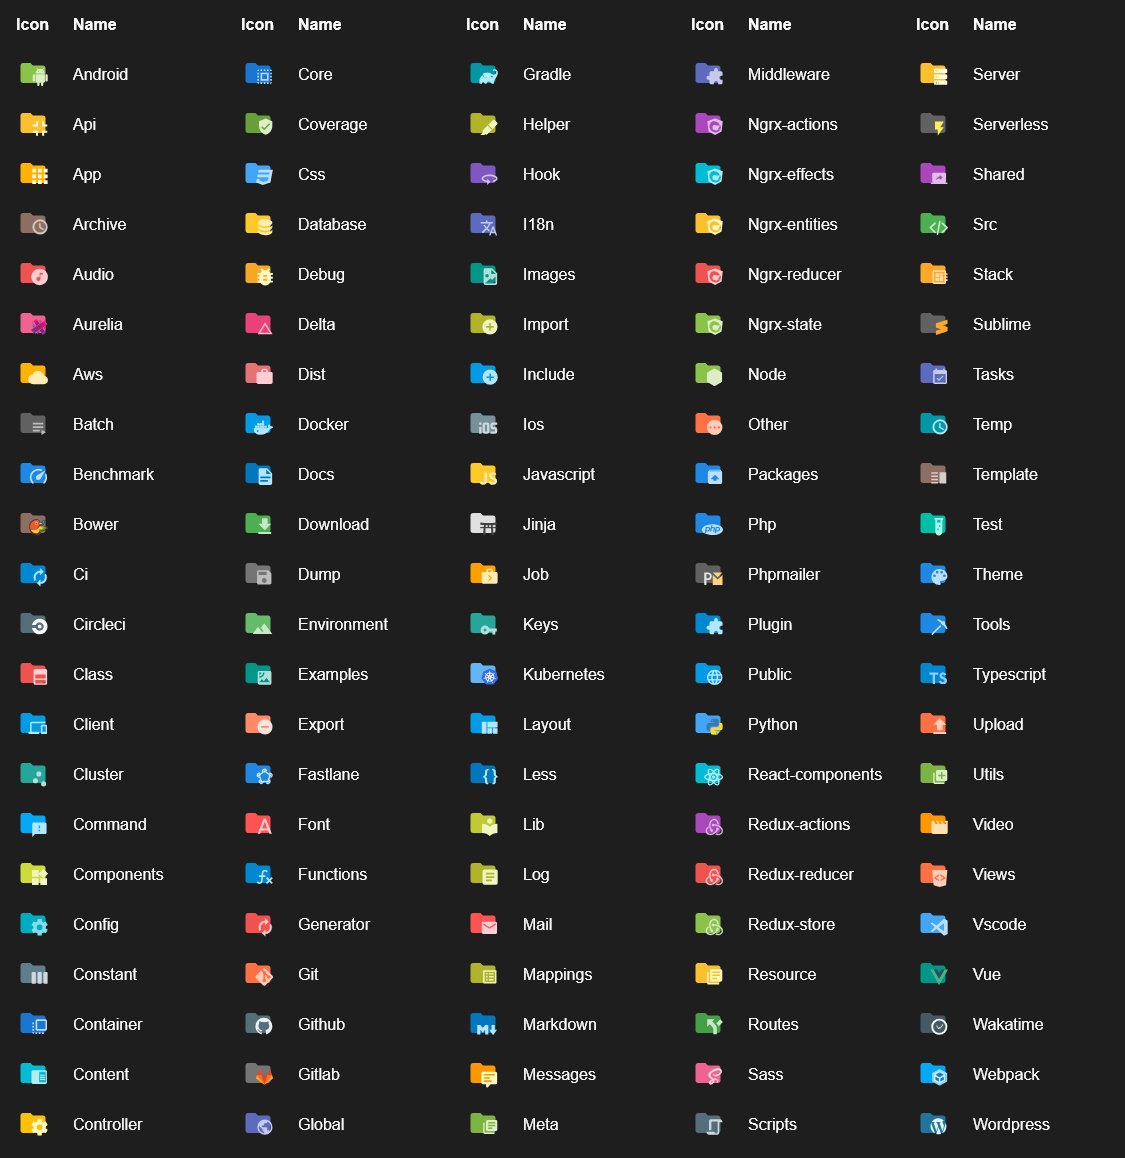 Icon Name Icon Name Icon Name Icon Name Icon Name
Android Core Gradle Middleware Server
Api Coverage Helper Ngrx-actions Serverless
App Css Hook Ngrx-effects Shared
Archive Database I18n Ngrx-entities Src
Audio Debug Images Ngrx-reducer Stack
Aurelia Delta Import Ngrx-state Sublime
Aws Dist Include Node Tasks
Batch Docker iOS Ios Other Temp
Benchmark Docs JS Javascript Packages Template
Bower Download Jinja php Php Test
Ci Dump Job P Phpmailer Theme
Circleci Environment Keys Plugin Tools
Class Examples Kubernetes Public TS Typescript
Client Export Layout Python Upload
Cluster Fastlane {} Less React-components Utils
Command A Font Lib Redux-actions Video
Components fx Functions Log Redux-reducer Views
Config Generator Mail Redux-store Vscode
Constant Git Mappings Resource Vue
Container Github M Markdown Routes Wakatime
Content Gitlab Messages Sass Webpack
Controller Global Meta Scripts W Wordpress